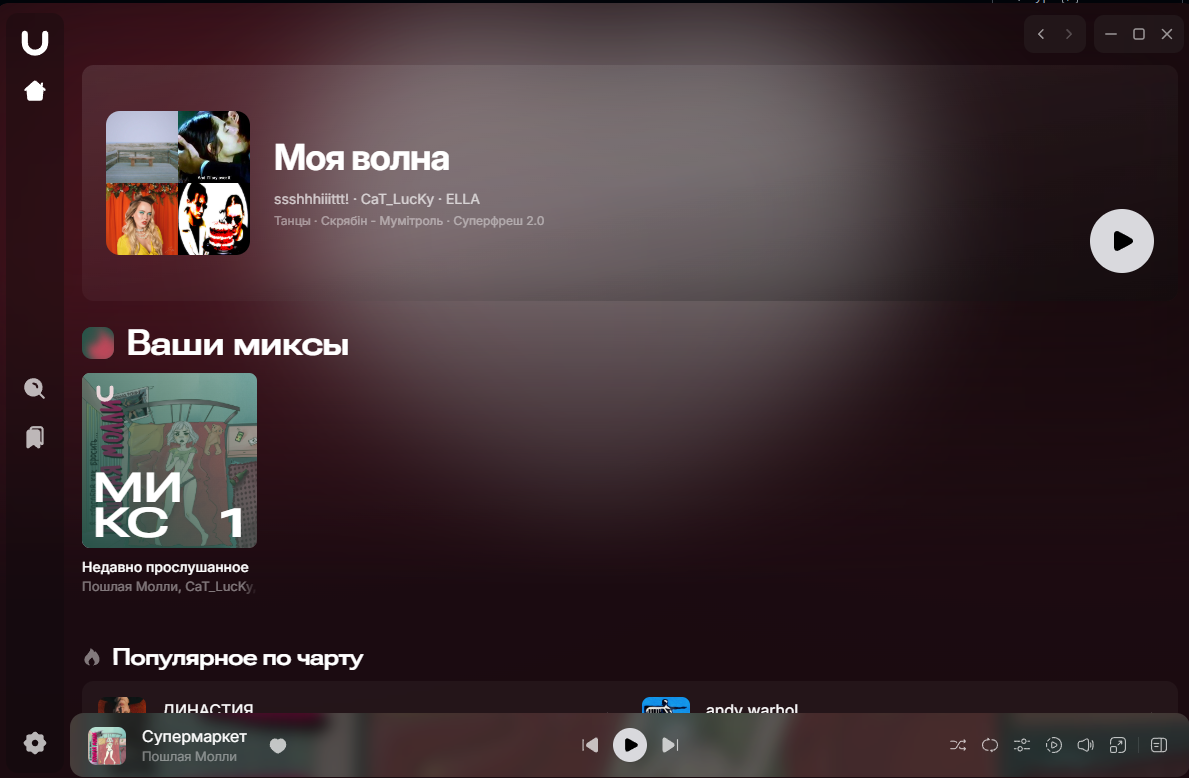 Моя волна
ssshhhiiittt! · CaT_LucKy · ELLA
Танцы · Скрябін - Мумітроль · Суперфреш 2.0
Ваши миксы
МИ
КС 1
Недавно прослушанное
Пошлая Молли, CaT_LucKy,
Популярное по чарту
ДИНАСТИЯ
andy warhol
Супермаркет
Пошлая Молли